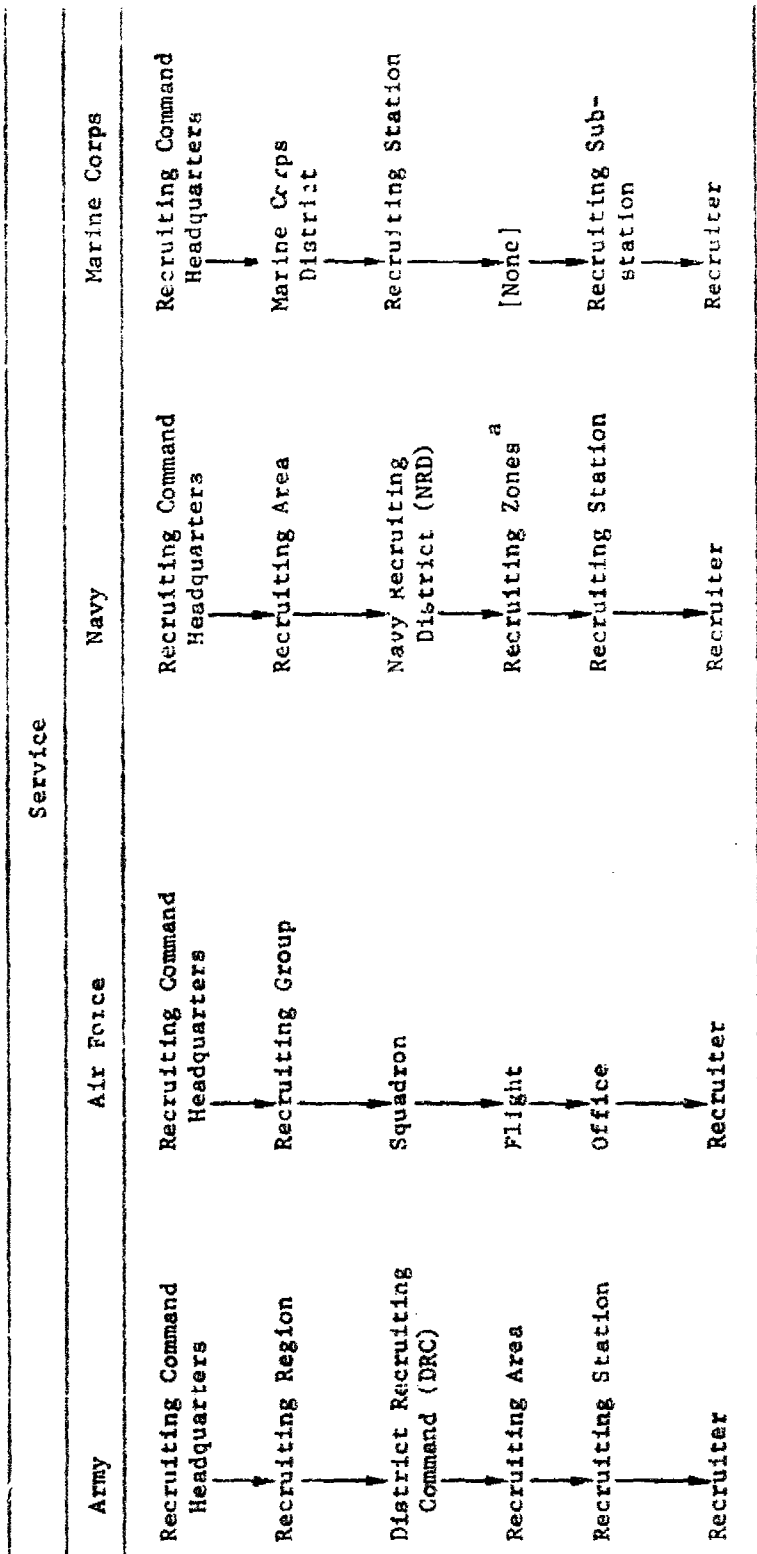 Service
Army Air Force Navy Marine Corps
Recruiting Command Recruiting Command Recruiting Command Recruiting Command
Headquarters Headquarters Headquarters Headquarters
Recruiting Region Recruiting Group Recruiting Area Marine Corps
District
District Recruiting Squadron Navy Recruiting Recruiting Station
Command (DRC) District (NRD)
Recruiting Area Flight Recruiting Zones a [None]
Recruiting Station Office Recruiting Station Recruiting Sub-
station
Recruiter Recruiter Recruiter Recruiter